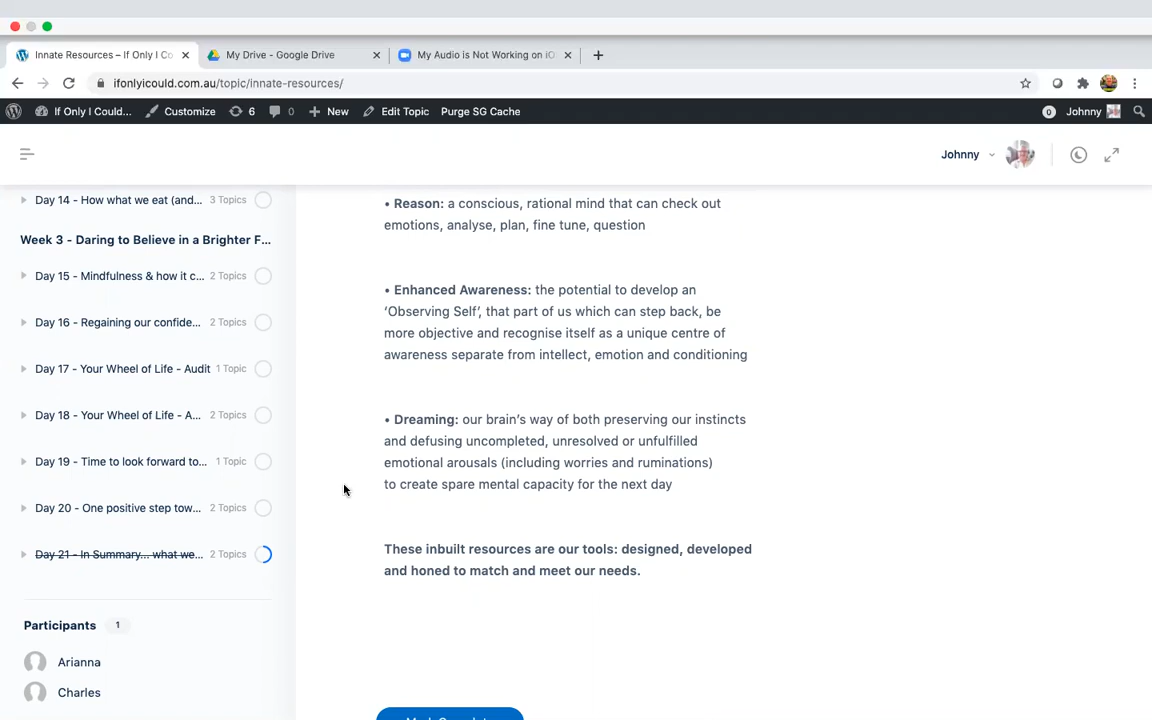 Innate Resources – If Only I Co
My Drive - Google Drive
My Audio is Not Working on iO
ifonlyicould.com.au/topic/innate-resources/
If Only I Could... Customize 6 0 New Edit Topic Purge SG Cache 0 Johnny
Johnny
Day 14 - How what we eat (and... 3 Topics
Week 3 - Daring to Believe in a Brighter F...
Day 15 - Mindfulness & how it c... 2 Topics
Day 16 - Regaining our confide... 2 Topics
Day 17 - Your Wheel of Life - Audit 1 Topic
Day 18 - Your Wheel of Life - A... 2 Topics
Day 19 - Time to look forward to... 1 Topic
Day 20 - One positive step tow... 2 Topics
Day 21 - In Summary... what we... 2 Topics
Participants 1
Arianna
Charles
• Reason: a conscious, rational mind that can check out
emotions, analyse, plan, fine tune, question
• Enhanced Awareness: the potential to develop an
‘Observing Self’, that part of us which can step back, be
more objective and recognise itself as a unique centre of
awareness separate from intellect, emotion and conditioning
• Dreaming: our brain’s way of both preserving our instincts
and defusing uncompleted, unresolved or unfulfilled
emotional arousals (including worries and ruminations)
to create spare mental capacity for the next day
These inbuilt resources are our tools: designed, developed
and honed to match and meet our needs.